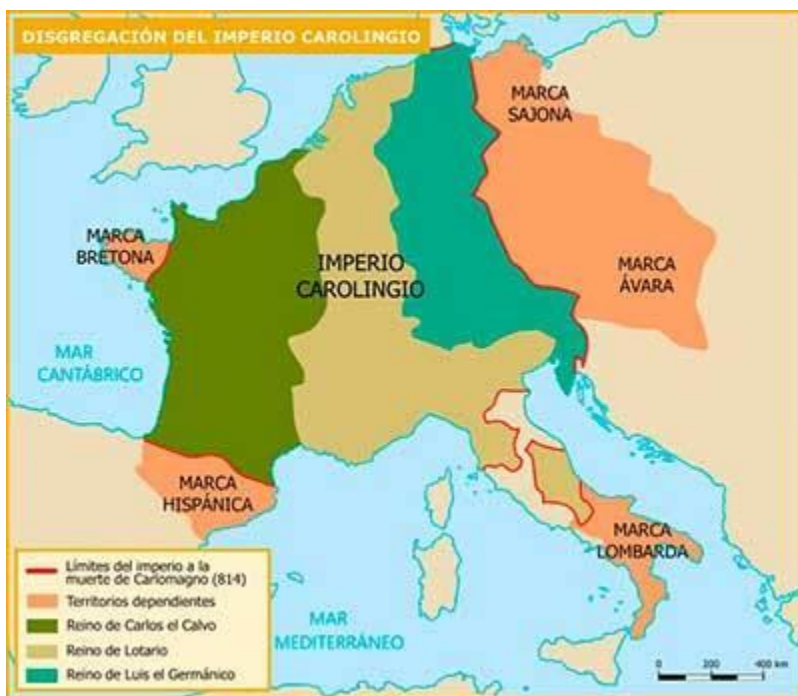 DISGREGACIÓN DEL IMPERIO CAROLINGIO
MARCA
SAJONA
MARCA
BRETONA
IMPERIO
CAROLINGIO
MARCA
ÁVARA
MAR
CANTÁBRICO
MARCA
HISPÁNICA
MARCA
LOMBARDA
MAR
MEDITERRÁNEO
Límites del imperio a la
muerte de Carlomagno (814)
Territorios dependientes
Reino de Carlos el Calvo
Reino de Lotario
Reino de Luis el Germánico
0 200 400 km